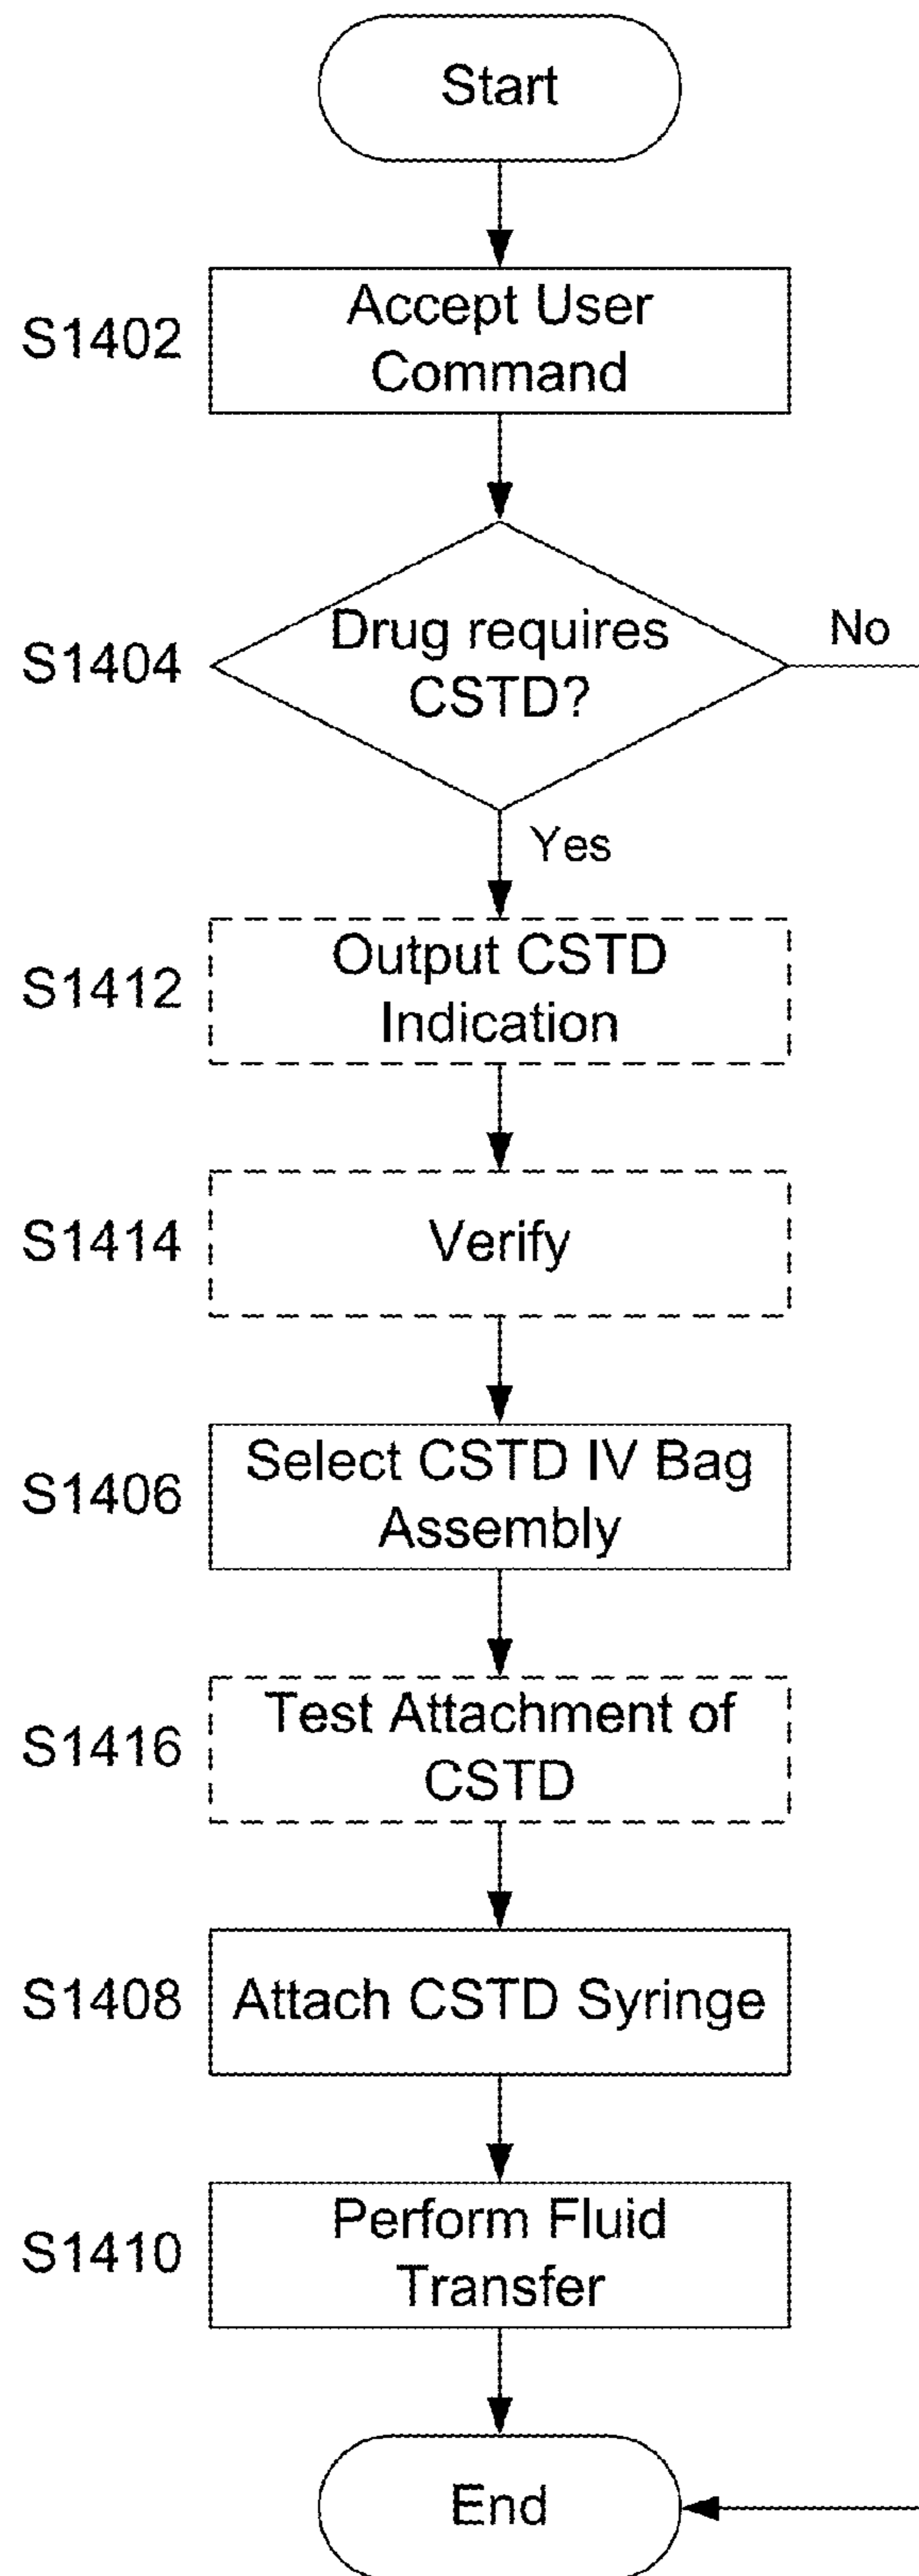 Start
S1402
Accept User
Command
S1404
Drug requires
CSTD?
No
Yes
S1412
Output CSTD
Indication
S1414
Verify
S1406
Select CSTD IV Bag
Assembly
S1416
Test Attachment of
CSTD
S1408
Attach CSTD Syringe
S1410
Perform Fluid
Transfer
End